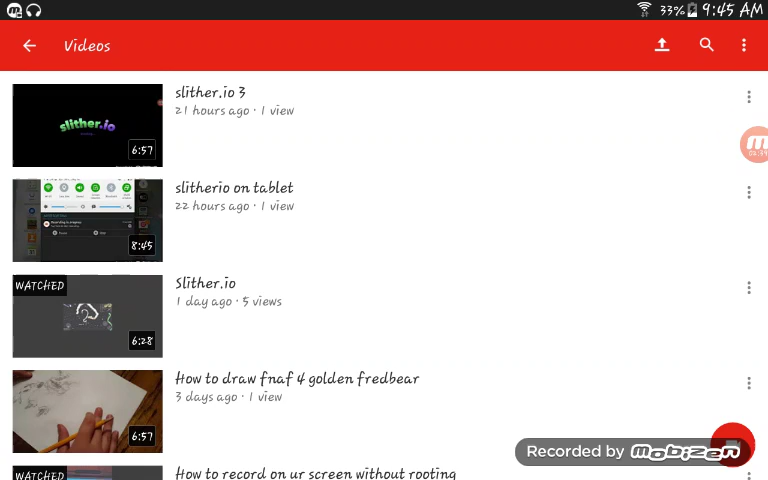 33% 9:45 AM
Videos
slither.io 3
21 hours ago · 1 view
slither.io
6:57
slitherio on tablet
22 hours ago · 1 view
8:45
Slither.io
1 day ago · 5 views
WATCHED
6:28
How to draw fnaf 4 golden fredbear
3 days ago · 1 view
6:57
Recorded by mobizen
WATCHED
How to record on ur screen without rooting